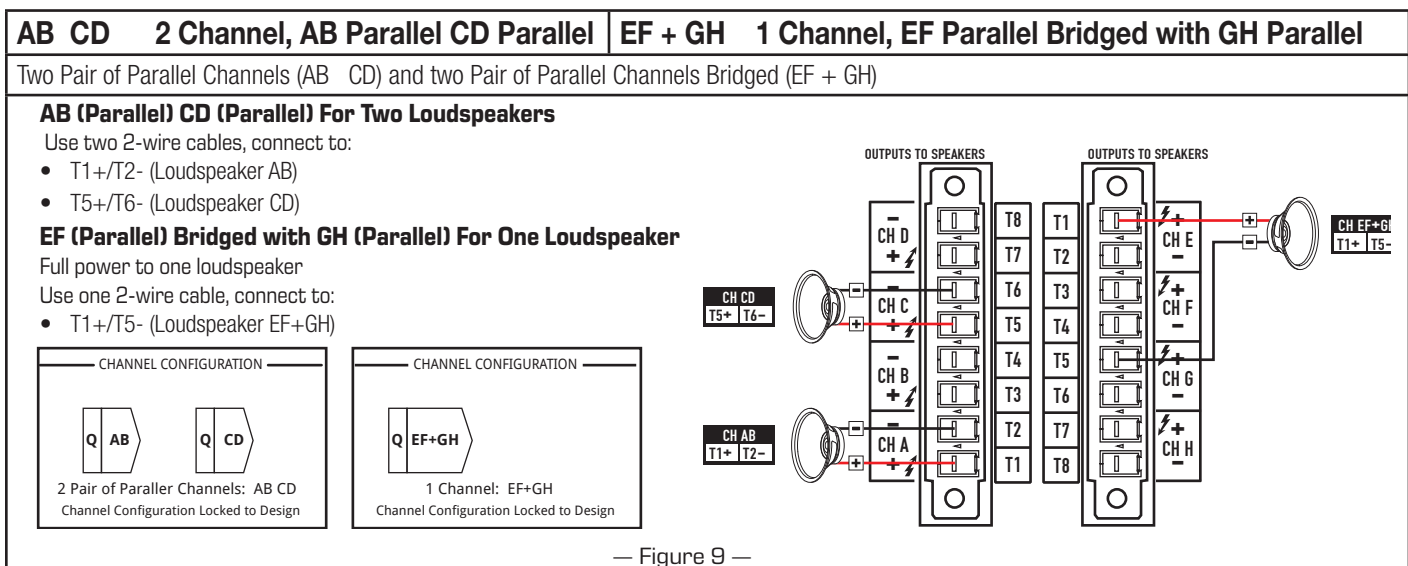 AB CD 2 Channel, AB Parallel CD Parallel EF + GH 1 Channel, EF Parallel Bridged with GH Parallel
Two Pair of Parallel Channels (AB CD) and two Pair of Parallel Channels Bridged (EF + GH)
AB (Parallel) CD (Parallel) For Two Loudspeakers
Use two 2-wire cables, connect to:
• T1+/T2- (Loudspeaker AB)
• T5+/T6- (Loudspeaker CD)
EF (Parallel) Bridged with GH (Parallel) For One Loudspeaker
Full power to one loudspeaker
Use one 2-wire cable, connect to:
• T1+/T5- (Loudspeaker EF+GH)
CHANNEL CONFIGURATION
Q AB Q CD
2 Pair of Paraller Channels: AB CD
Channel Configuration Locked to Design
CHANNEL CONFIGURATION
Q EF+GH
1 Channel: EF+GH
Channel Configuration Locked to Design
OUTPUTS TO SPEAKERS
− CH D +
− CH C +
− CH B +
− CH A +
T8
T7
T6
T5
T4
T3
T2
T1
CH CD
T5+ T6−
CH AB
T1+ T2−
− +
− +
OUTPUTS TO SPEAKERS
T1
T2
T3
T4
T5
T6
T7
T8
+ CH E −
+ CH F −
+ CH G −
+ CH H −
+ −
CH EF+G
T1+ T5-
— Figure 9 —